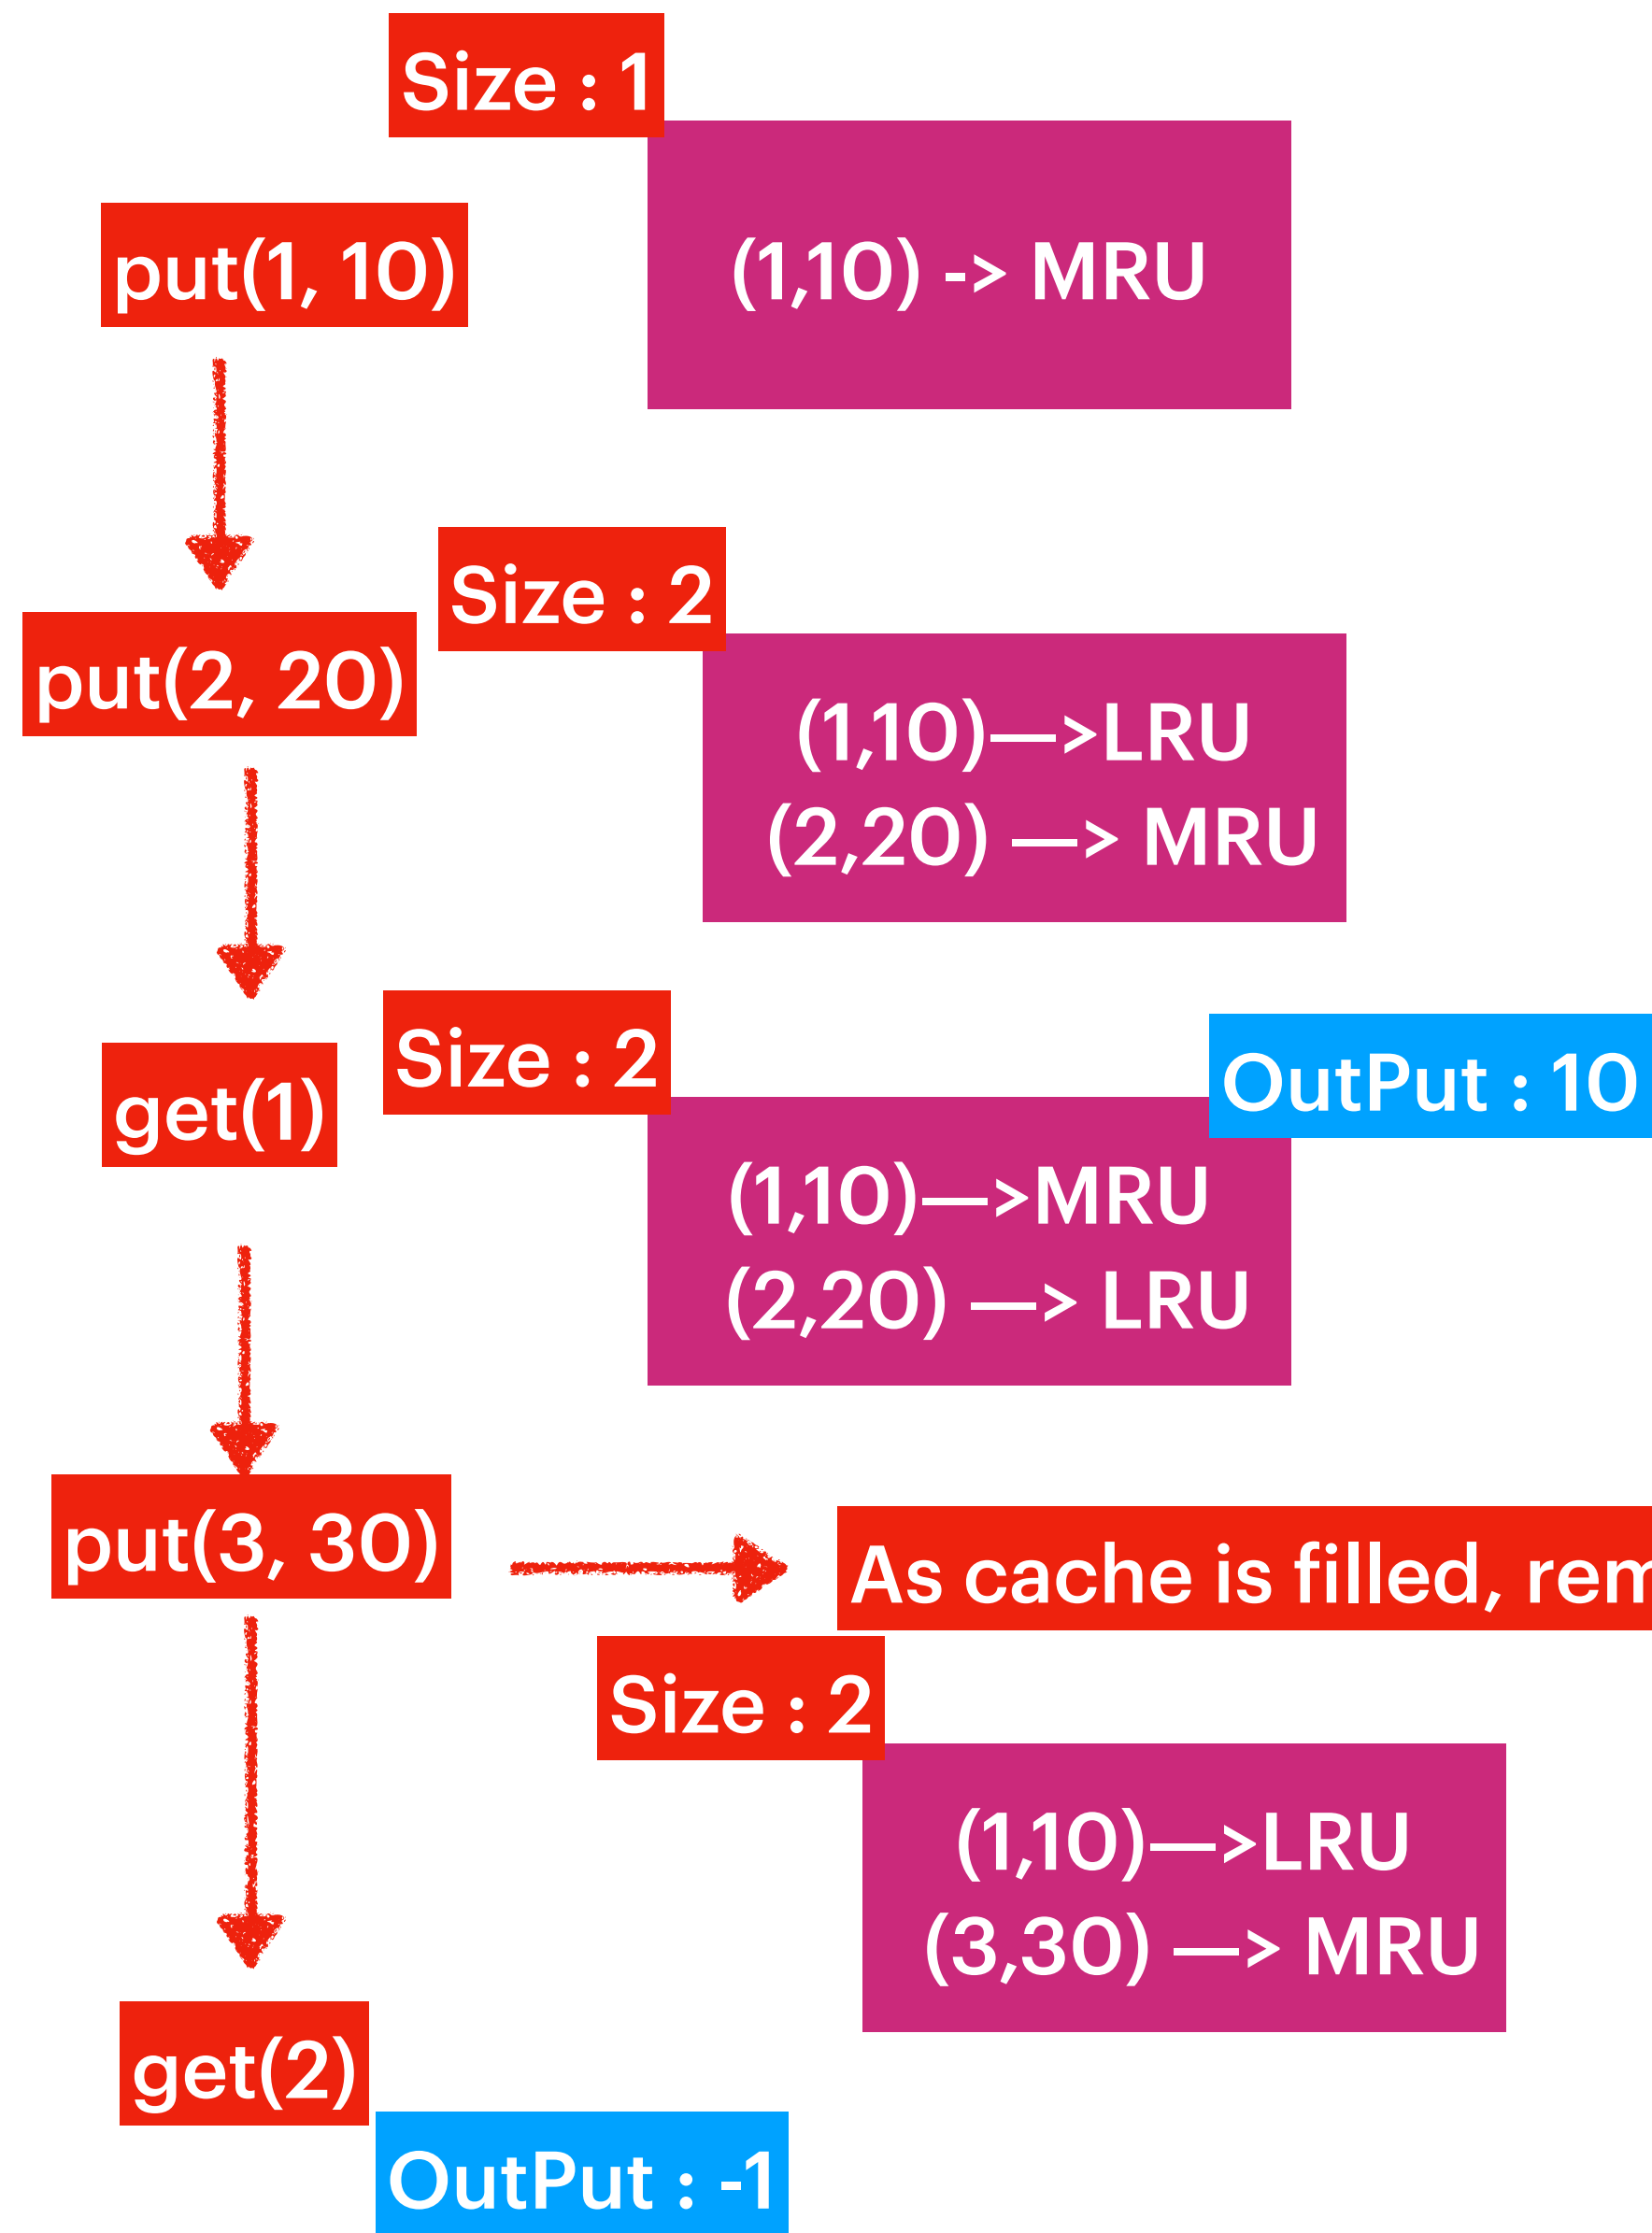 Size : 1
put(1, 10)
(1,10) -> MRU
Size : 2
put(2, 20)
(1,10)—>LRU
(2,20) —> MRU
Size : 2
OutPut : 10
get(1)
(1,10)—>MRU
(2,20) —> LRU
put(3, 30)
As cache is filled,
Size : 2
(1,10)—>LRU
(3,30) —> MRU
get(2)
OutPut : -1